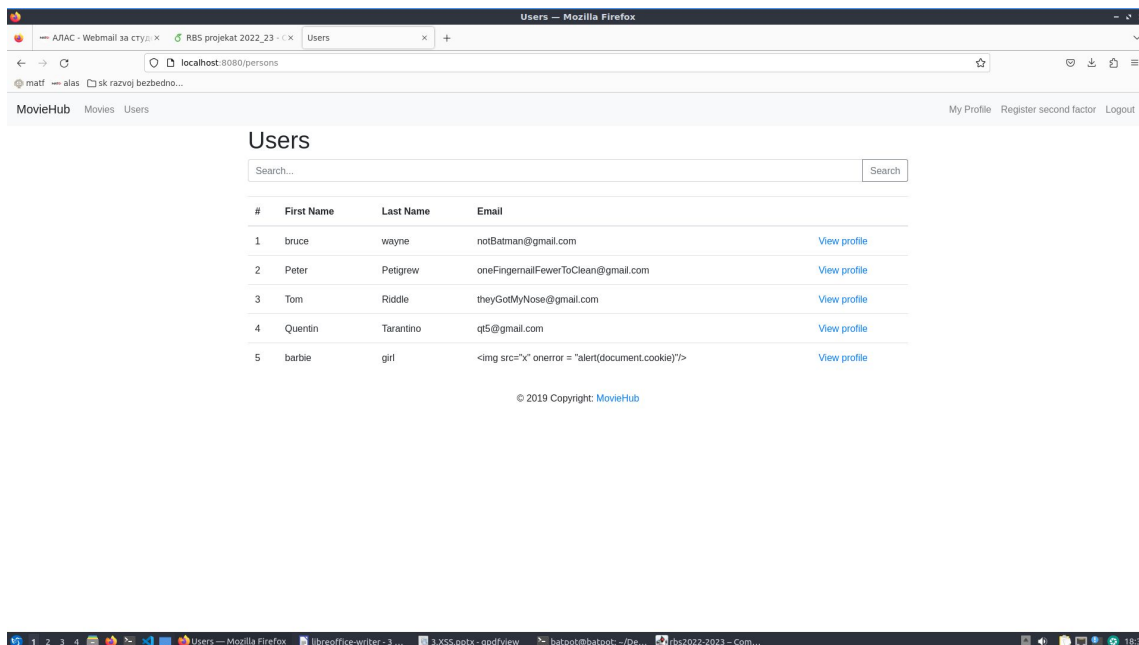 Users — Mozilla Firefox
АЛАС - Webmail за студ
RBS projekat 2022_23 -
Users
localhost:8080/persons
matf alas sk razvoj bezbedno...
MovieHub Movies Users My Profile Register second factor Logout
Users
Search... Search
# First Name Last Name Email
1 bruce wayne notBatman@gmail.com View profile
2 Peter Petigrew oneFingernailFewerToClean@gmail.com View profile
3 Tom Riddle theyGotMyNose@gmail.com View profile
4 Quentin Tarantino qt5@gmail.com View profile
5 barbie girl <img src="x" onerror = "alert(document.cookie)"/> View profile
© 2019 Copyright: MovieHub
1 2 3 4 Users — Mozilla Firefox libreoffice-writer - 3 ... 3.XSS.pptx - qpdfview batpot@batpot: ~/De... rbs2022-2023 – Com...